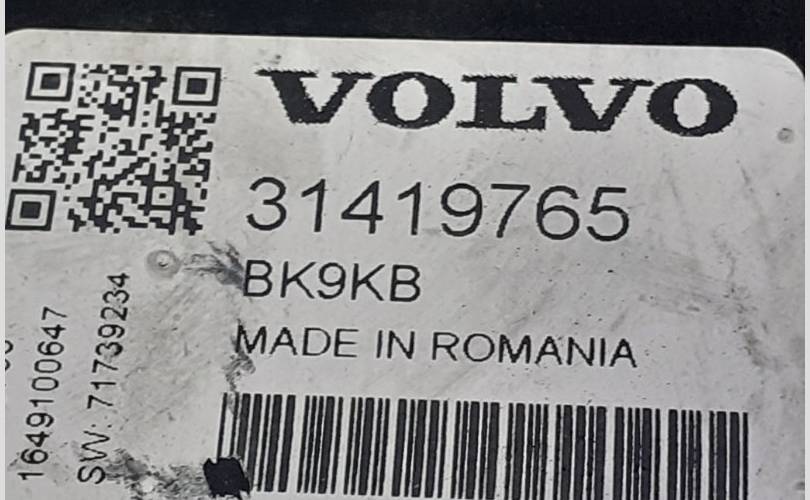 VOLVO
31419765
BK9KB
MADE IN ROMANIA
1649100647
SW: 71739234